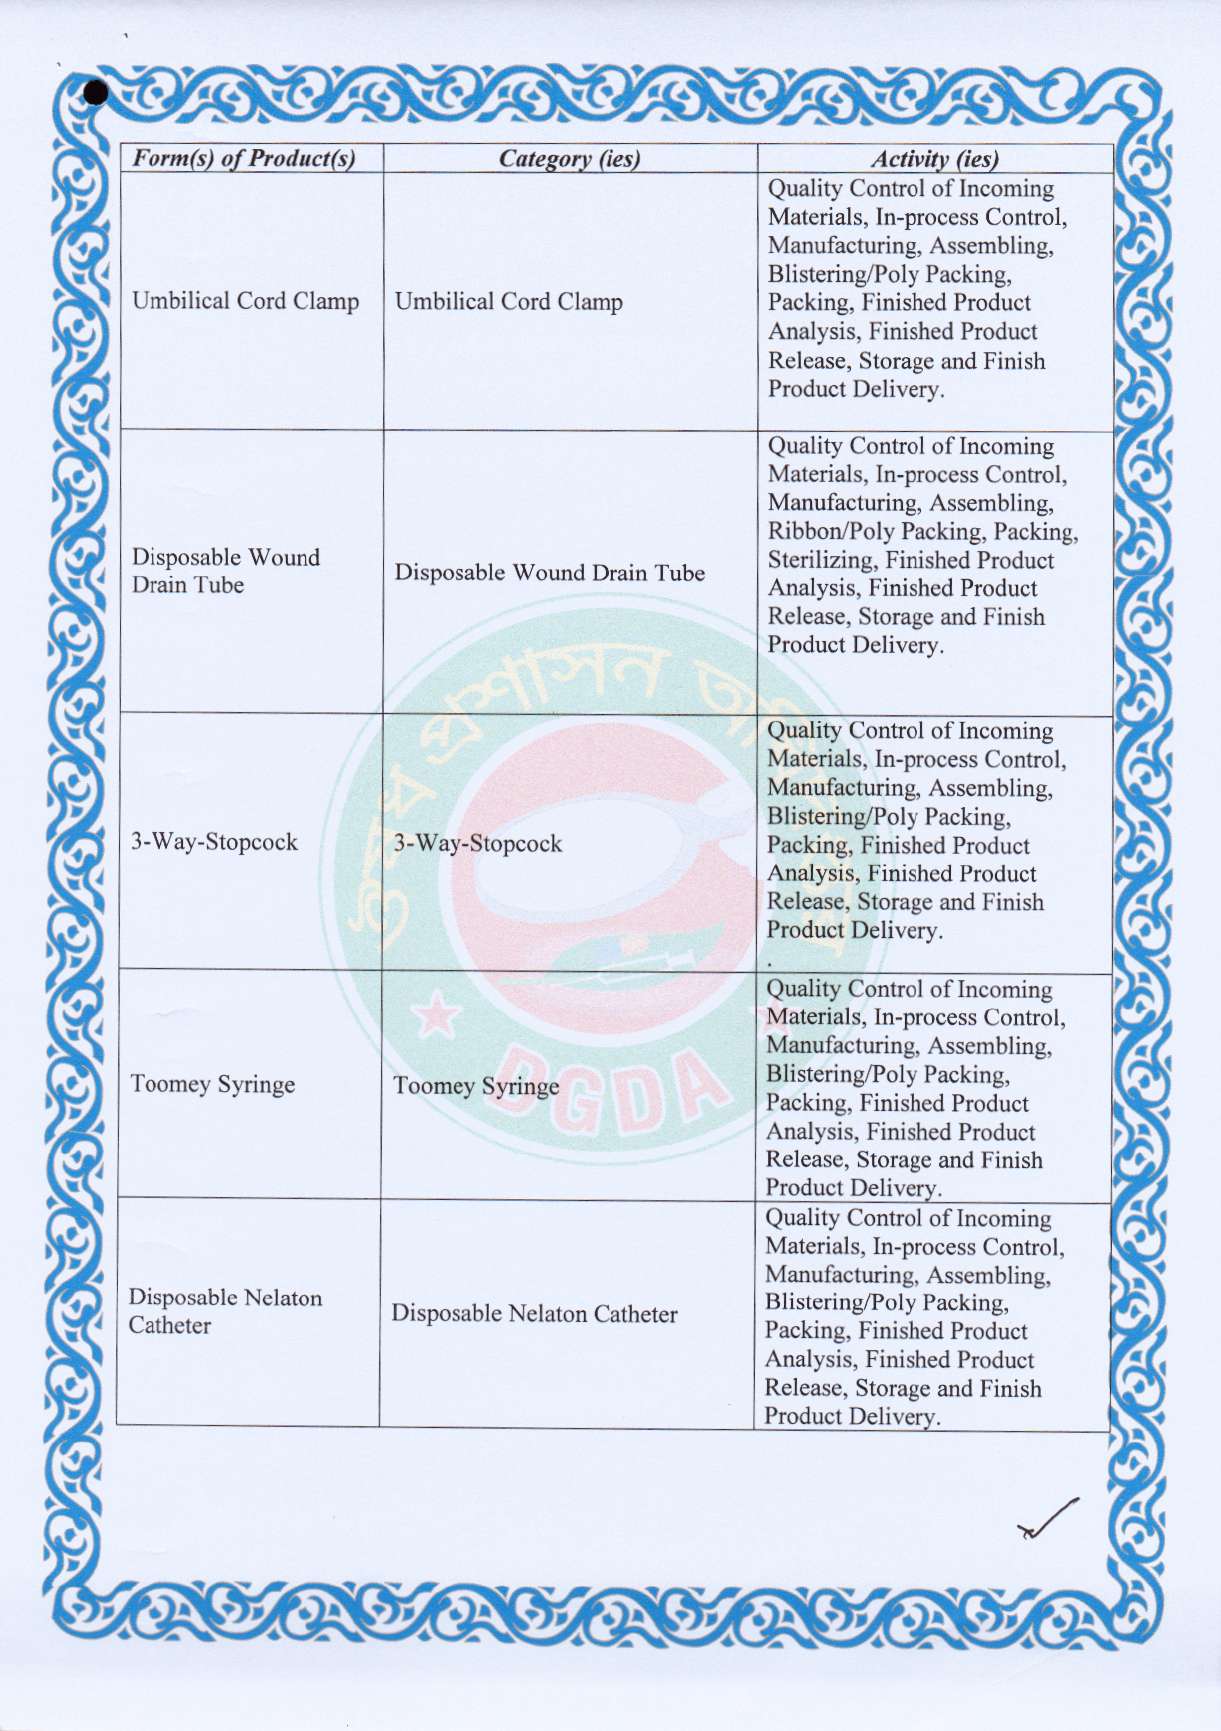 Form(s) of Product(s) Category (ies) Activity (ies)
Umbilical Cord Clamp
Umbilical Cord Clamp
Quality Control of Incoming
Materials, In-process Control,
Manufacturing, Assembling,
Blistering/Poly Packing,
Packing, Finished Product
Analysis, Finished Product
Release, Storage and Finish
Product Delivery.
Disposable Wound
Drain Tube
Disposable Wound Drain Tube
Quality Control of Incoming
Materials, In-process Control,
Manufacturing, Assembling,
Ribbon/Poly Packing, Packing,
Sterilizing, Finished Product
Analysis, Finished Product
Release, Storage and Finish
Product Delivery.
3-Way-Stopcock
3-Way-Stopcock
Quality Control of Incoming
Materials, In-process Control,
Manufacturing, Assembling,
Blistering/Poly Packing,
Packing, Finished Product
Analysis, Finished Product
Release, Storage and Finish
Product Delivery.
.
Toomey Syringe
Toomey Syringe
Quality Control of Incoming
Materials, In-process Control,
Manufacturing, Assembling,
Blistering/Poly Packing,
Packing, Finished Product
Analysis, Finished Product
Release, Storage and Finish
Product Delivery.
Disposable Nelaton
Catheter
Disposable Nelaton Catheter
Quality Control of Incoming
Materials, In-process Control,
Manufacturing, Assembling,
Blistering/Poly Packing,
Packing, Finished Product
Analysis, Finished Product
Release, Storage and Finish
Product Delivery.
ঔষধ প্রশাসন
DGDA